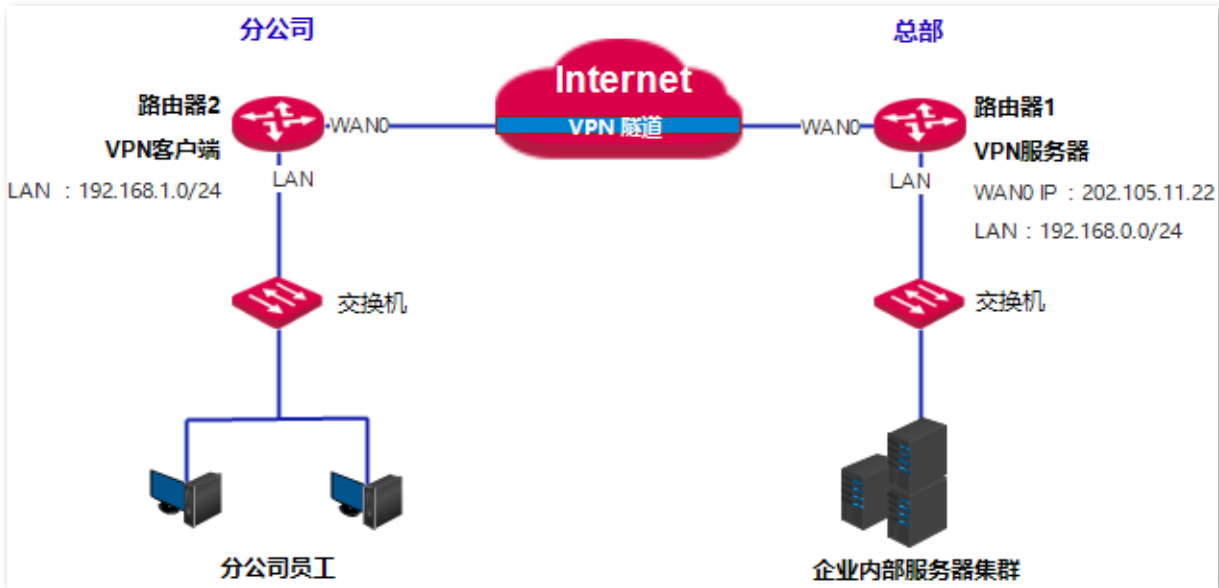 分公司
总部
Internet
VPN 隧道
路由器2
VPN客户端
LAN ：192.168.1.0/24
WAN0
WAN0
路由器1
VPN服务器
WAN0 IP ：202.105.11.22
LAN：192.168.0.0/24
LAN
LAN
交换机
交换机
分公司员工
企业内部服务器集群